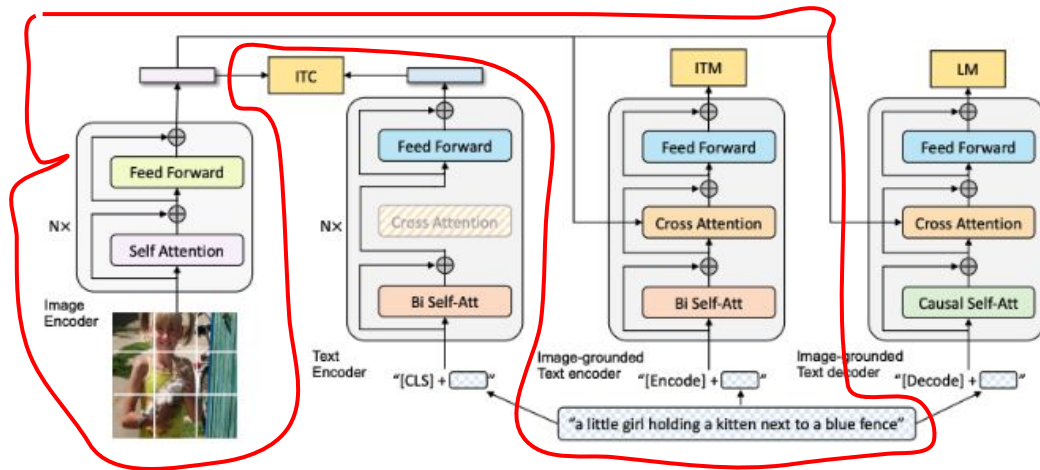 ITC
ITM
LM
Feed Forward
Feed Forward
Feed Forward
Feed Forward
N×
Self Attention
N×
Cross Attention
Cross Attention
Cross Attention
Bi Self-Att
Bi Self-Att
Causal Self-Att
Image
Encoder
Text
Encoder
"[CLS] + "
Image-grounded
Text encoder
"[Encode] + "
Image-grounded
Text decoder
"[Decode] + "
"a little girl holding a kitten next to a blue fence"